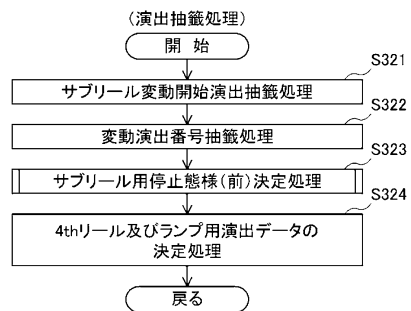 (演出抽籤処理)
開 始
S321
サブリール変動開始演出抽籤処理
S322
変動演出番号抽籤処理
S323
サブリール用停止態様(前)決定処理
S324
4thリール及びランプ用演出データの
決定処理
戻る